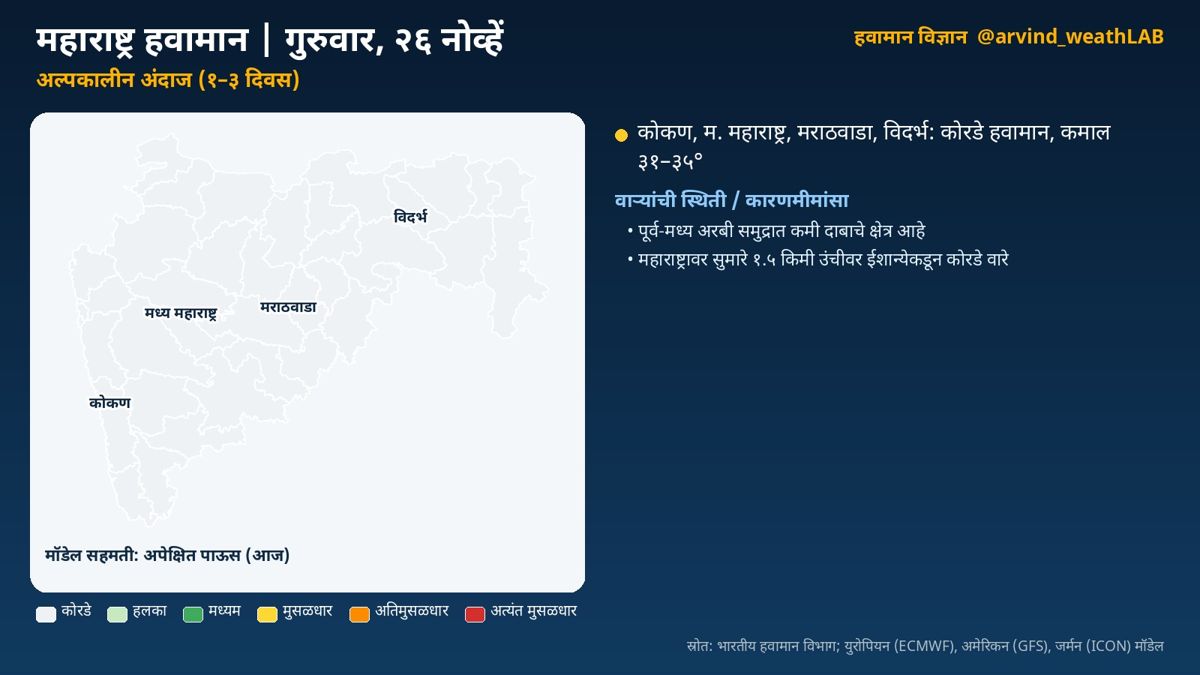 महाराष्ट्र हवामान | गुरुवार, २६ नोव्हें
हवामान विज्ञान @arvind_weathLAB
अल्पकालीन अंदाज (१–३ दिवस)
विदर्भ
मराठवाडा
मध्य महाराष्ट्र
कोकण
मॉडेल सहमती: अपेक्षित पाऊस (आज)
कोरडे हलका मध्यम मुसळधार अतिमुसळधार अत्यंत मुसळधार
कोकण, म. महाराष्ट्र, मराठवाडा, विदर्भ: कोरडे हवामान, कमाल
३१–३५°
वाऱ्यांची स्थिती / कारणमीमांसा
• पूर्व-मध्य अरबी समुद्रात कमी दाबाचे क्षेत्र आहे
• महाराष्ट्रावर सुमारे १.५ किमी उंचीवर ईशान्येकडून कोरडे वारे
स्रोत: भारतीय हवामान विभाग; युरोपियन (ECMWF), अमेरिकन (GFS), जर्मन (ICON) मॉडेल